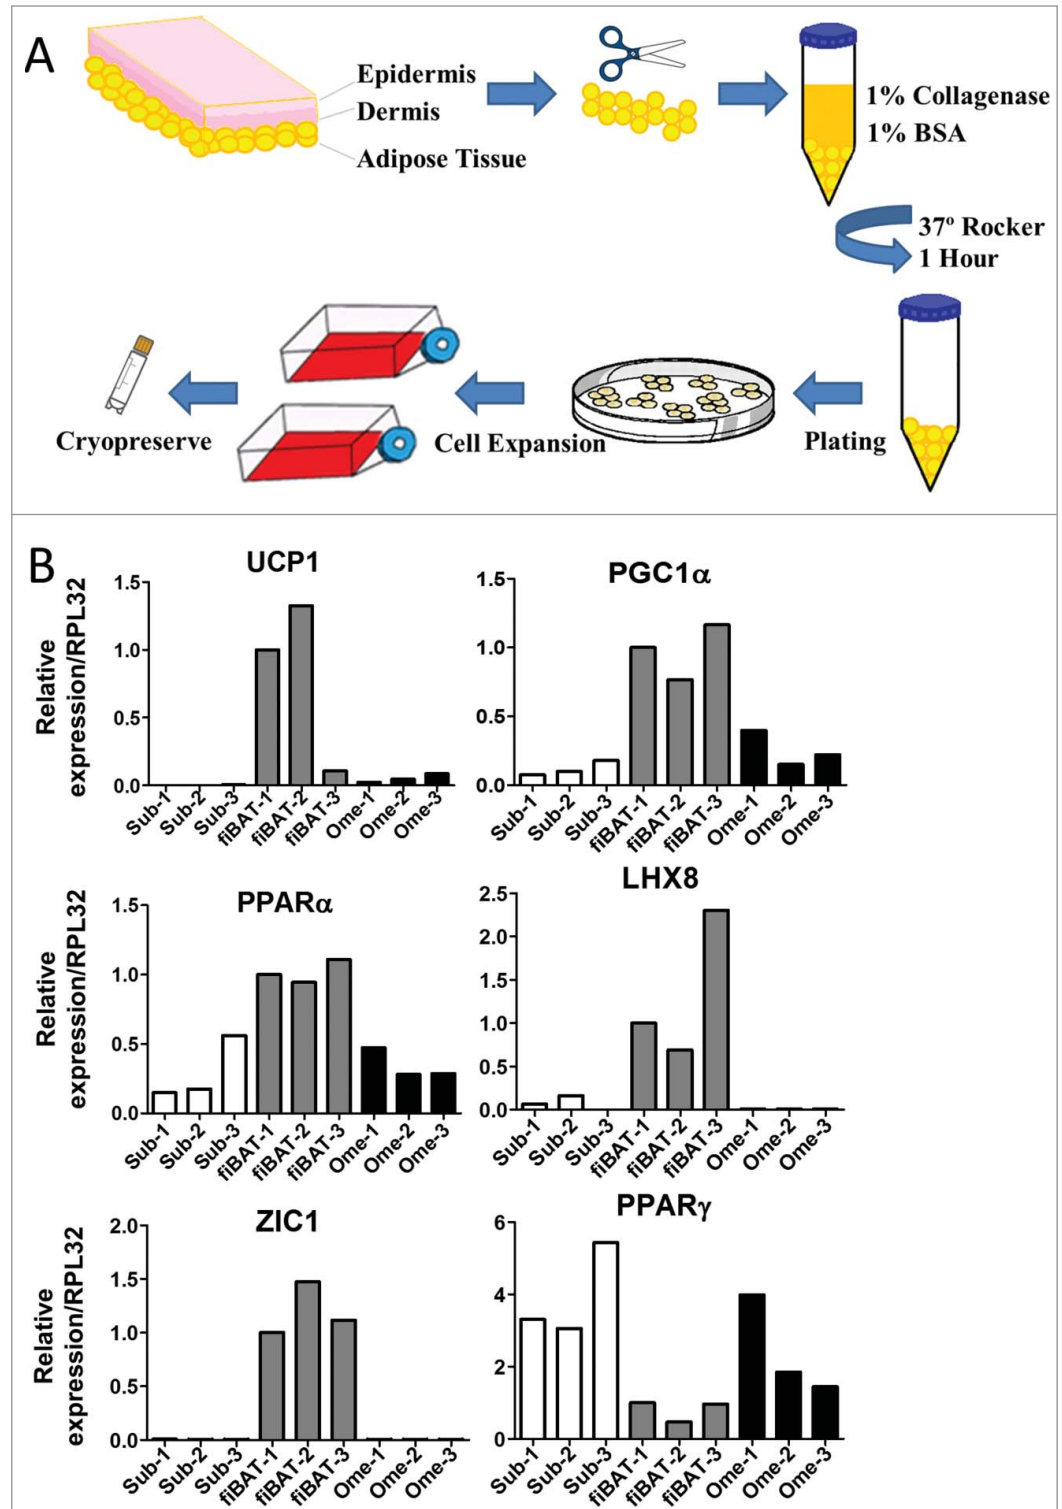 A
Epidermis
Dermis
Adipose Tissue
1% Collagenase
1% BSA
37º Rocker
1 Hour
Cryopreserve
Cell Expansion
Plating
B
UCP1
Relative
expression/RPL32
1.5
1.0
0.5
0.0
Sub-1
Sub-2
Sub-3
fiBAT-1
fiBAT-2
fiBAT-3
Ome-1
Ome-2
Ome-3
PGC1α
1.5
1.0
0.5
0.0
Sub-1
Sub-2
Sub-3
fiBAT-1
fiBAT-2
fiBAT-3
Ome-1
Ome-2
Ome-3
PPARα
Relative
expression/RPL32
1.5
1.0
0.5
0.0
Sub-1
Sub-2
Sub-3
fiBAT-1
fiBAT-2
fiBAT-3
Ome-1
Ome-2
Ome-3
LHX8
2.5
2.0
1.5
1.0
0.5
0.0
Sub-1
Sub-2
Sub-3
fiBAT-1
fiBAT-2
fiBAT-3
Ome-1
Ome-2
Ome-3
ZIC1
Relative
expression/RPL32
2.0
1.5
1.0
0.5
0.0
Sub-1
Sub-2
Sub-3
fiBAT-1
fiBAT-2
fiBAT-3
Ome-1
Ome-2
Ome-3
PPARγ
6
4
2
0
Sub-1
Sub-2
Sub-3
fiBAT-1
fiBAT-2
fiBAT-3
Ome-1
Ome-2
Ome-3